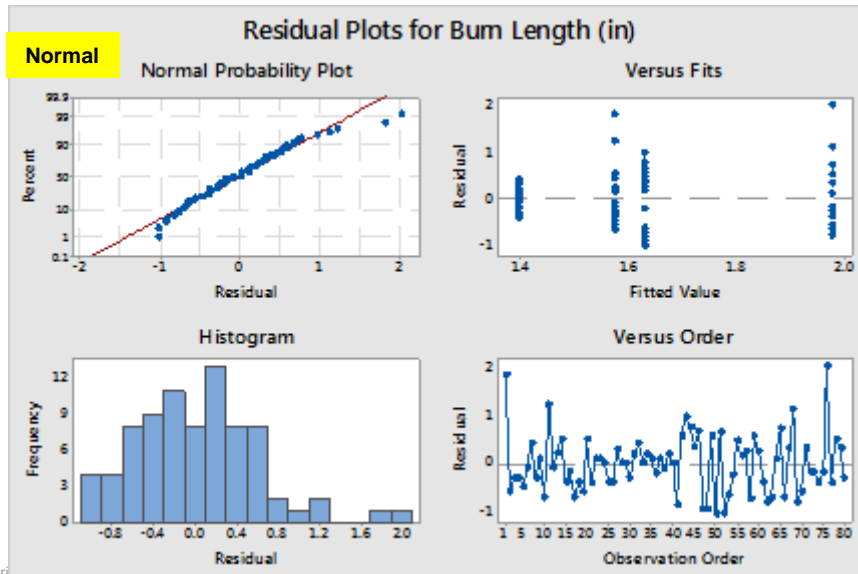 Residual Plots for Burn Length (in)
Normal
Normal Probability Plot
Versus Fits
99.9
99
90
50
10
1
0.1
Percent
-2 -1 0 1 2
Residual
2
1
0
-1
Residual
1.4 1.6 1.8 2.0
Fitted Value
Histogram
Versus Order
12
9
6
3
0
Frequency
-0.8 -0.4 0.0 0.4 0.8 1.2 1.6 2.0
Residual
2
1
0
-1
Residual
1 5 10 15 20 25 30 35 40 45 50 55 60 65 70 75 80
Observation Order